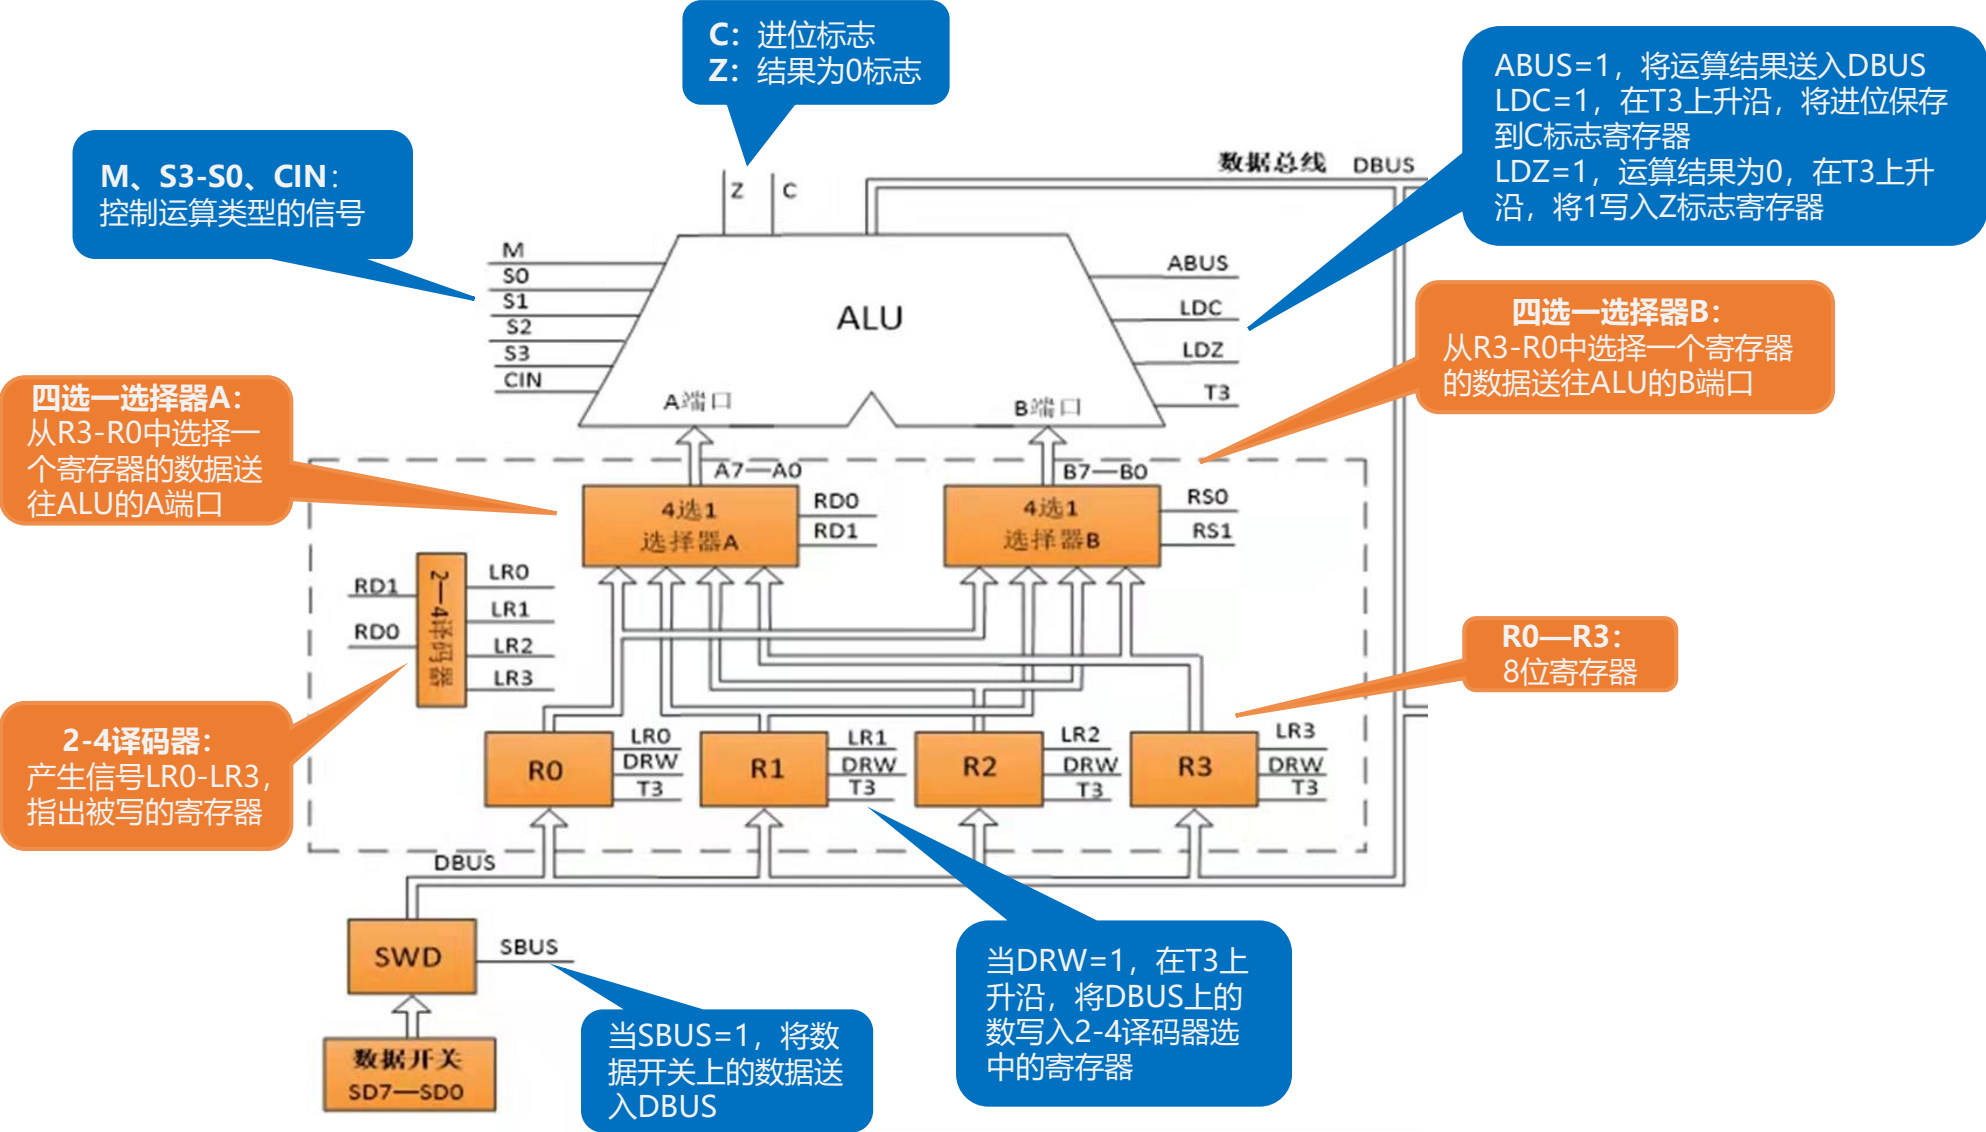 C：进位标志
Z：结果为0标志
ABUS=1，将运算结果送入DBUS
LDC=1，在T3上升沿，将进位保存
到C标志寄存器
LDZ=1，运算结果为0，在T3上升
沿，将1写入Z标志寄存器
M、S3-S0、CIN：
控制运算类型的信号
数据总线 DBUS
Z
C
M
S0
S1
S2
S3
CIN
ALU
A端口
B端口
ABUS
LDC
LDZ
T3
四选一选择器B：
从R3-R0中选择一个寄存器
的数据送往ALU的B端口
四选一选择器A：
从R3-R0中选择一
个寄存器的数据送
往ALU的A端口
A7—A0
B7—B0
4选1
选择器A
RD0
RD1
4选1
选择器B
RS0
RS1
RD1
RD0
2—4译码器
LR0
LR1
LR2
LR3
R0—R3：
8位寄存器
2-4译码器：
产生信号LR0-LR3，
指出被写的寄存器
R0
LR0
DRW
T3
R1
LR1
DRW
T3
R2
LR2
DRW
T3
R3
LR3
DRW
T3
DBUS
SWD
SBUS
数据开关
SD7—SD0
当SBUS=1，将数
据开关上的数据送
入DBUS
当DRW=1，在T3上
升沿，将DBUS上的
数写入2-4译码器选
中的寄存器